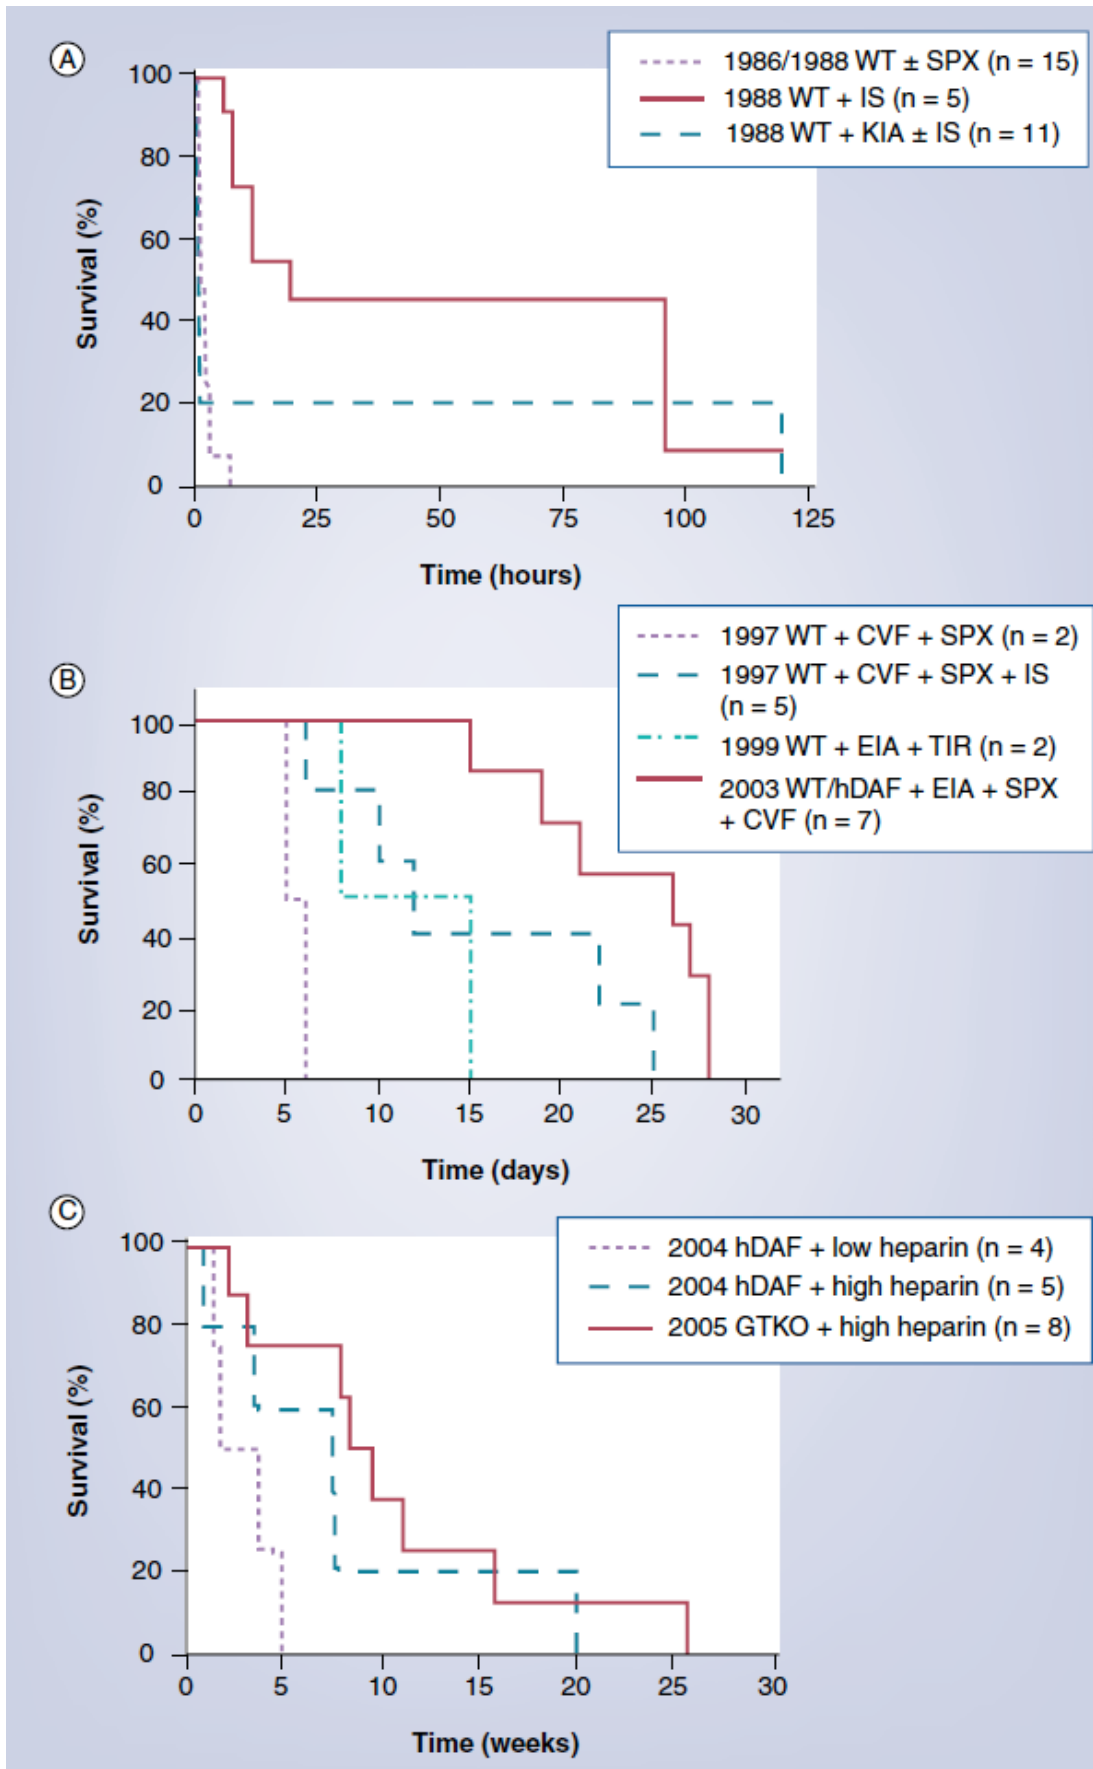 A
1986/1988 WT ± SPX (n = 15)
1988 WT + IS (n = 5)
1988 WT + KIA ± IS (n = 11)
100
80
60
40
20
0
Survival (%)
0 25 50 75 100 125
Time (hours)
B
1997 WT + CVF + SPX (n = 2)
1997 WT + CVF + SPX + IS
(n = 5)
1999 WT + EIA + TIR (n = 2)
2003 WT/hDAF + EIA + SPX
+ CVF (n = 7)
100
80
60
40
20
0
Survival (%)
0 5 10 15 20 25 30
Time (days)
C
2004 hDAF + low heparin (n = 4)
2004 hDAF + high heparin (n = 5)
2005 GTKO + high heparin (n = 8)
100
80
60
40
20
0
Survival (%)
0 5 10 15 20 25 30
Time (weeks)